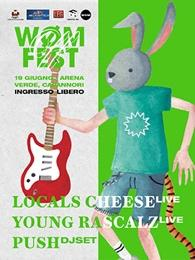 WOM
FEST
19 GIUGNO, ARENA
VERDE, CAPANNORI
INGRESSO LIBERO
LOCALS CHEESE LIVE
YOUNG RASCALZ LIVE
PUSH DJSET